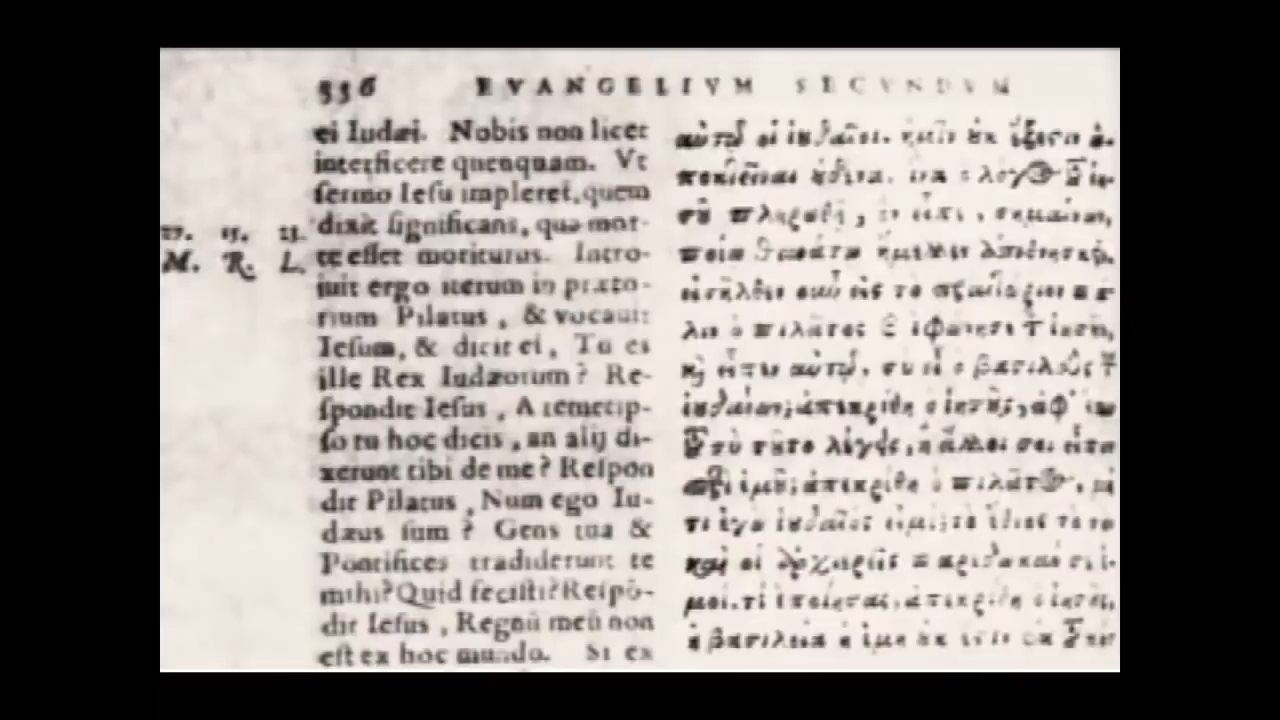 336 EVANGELIVM SECVNDVM
27. 15. 23.
M. R. L.
ei Iudæi. Nobis non licet
interficere quenquam. Vt
sermo Iesu impleret, quem
dixit significans, qua mor-
te esset moriturus. Intro-
iuit ergo iterum in præto-
rium Pilatus, & vocauit
Iesum, & dicit ei, Tu es
ille Rex Iudæorum? Re-
spondit Iesus, A temetip-
so tu hoc dicis, an alij di-
xerunt tibi de me? Respon
dit Pilatus, Num ego Iu-
dæus sum? Gens tua &
Pontifices tradiderunt te
mihi? Quid fecisti? Respō-
dit Iesus, Regnū meū non
est ex hoc mundo. Si ex
αὐτῷ οἱ ἰουδαῖοι. ἡμῖν οὐκ ἔξεστιν ἀ-
ποκτεῖναι οὐδένα. ἵνα ὁ λόγος τοῦ ἰη-
σοῦ πληρωθῇ, ὃν εἶπε, σημαίνων,
ποίῳ θανάτῳ ἤμελλεν ἀποθνήσκειν.
εἰσῆλθεν οὖν εἰς τὸ πραιτώριον πά
λιν ὁ πιλᾶτος καὶ ἐφώνησε τὸν ἰησοῦν,
καὶ εἶπεν αὐτῷ, σὺ εἶ ὁ βασιλεὺς τῶν
ἰουδαίων; ἀπεκρίθη ὁ ἰησοῦς, ἀφ' ἑαυ
τοῦ σὺ τοῦτο λέγεις, ἢ ἄλλοι σοι εἶπον
περὶ ἐμοῦ; ἀπεκρίθη ὁ πιλᾶτος, μή
τι ἐγὼ ἰουδαῖός εἰμι; τὸ ἔθνος τὸ σὸν
καὶ οἱ ἀρχιερεῖς παρέδωκάν σε ἐ-
μοί. τί ἐποίησας; ἀπεκρίθη ὁ ἰησοῦς,
ἡ βασιλεία ἡ ἐμὴ οὐκ ἔστιν ἐκ τοῦ